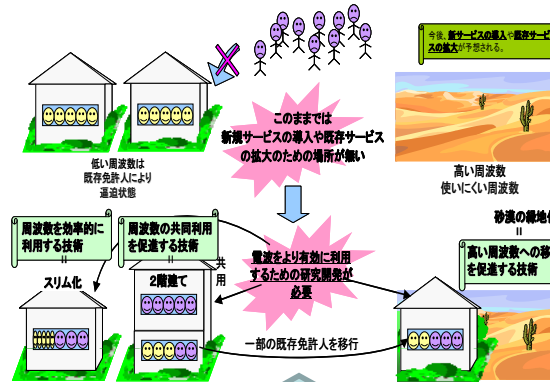 今後、新サービスの導入や既存サービ
スの拡大が予想される。
このままでは
新規サービスの導入や既存サービス
の拡大のための場所が無い
低い周波数は
既存免許人により
逼迫状態
高い周波数
使いにくい周波数
砂漠の緑地
周波数を効率的に
利用する技術
=
スリム化
周波数の共同利用
を促進する技術
=
2階建て
共
用
電波をより有効に利用
するための研究開発が
必要
=
高い周波数への移
を促進する技術
一部の既存免許人を移行